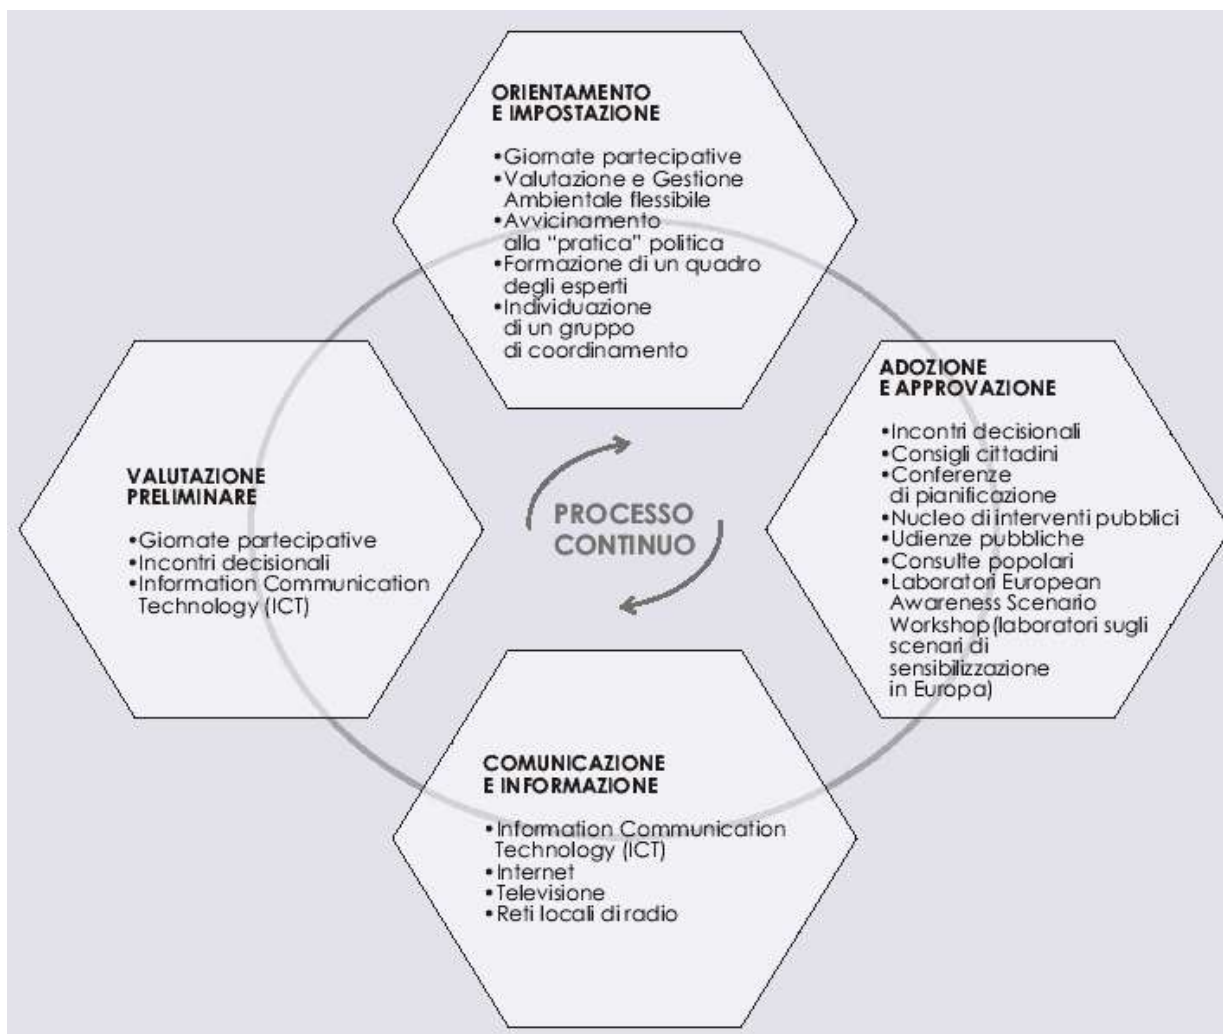 ORIENTAMENTO
E IMPOSTAZIONE
•Giornate partecipative
•Valutazione e Gestione
Ambientale flessibile
•Avvicinamento
alla “pratica” politica
•Formazione di un quadro
degli esperti
•Individuazione
di un gruppo
di coordinamento
ADOZIONE
E APPROVAZIONE
•Incontri decisionali
•Consigli cittadini
•Conferenze
di pianificazione
•Nucleo di interventi pubblici
•Udienze pubbliche
•Consulte popolari
•Laboratori European
Awareness Scenario
Workshop(laboratori sugli
scenari di
sensibilizzazione
in Europa)
VALUTAZIONE
PRELIMINARE
•Giornate partecipative
•Incontri decisionali
•Information Communication
Technology (ICT)
PROCESSO
CONTINUO
COMUNICAZIONE
E INFORMAZIONE
•Information Communication
Technology (ICT)
•Internet
•Televisione
•Reti locali di radio